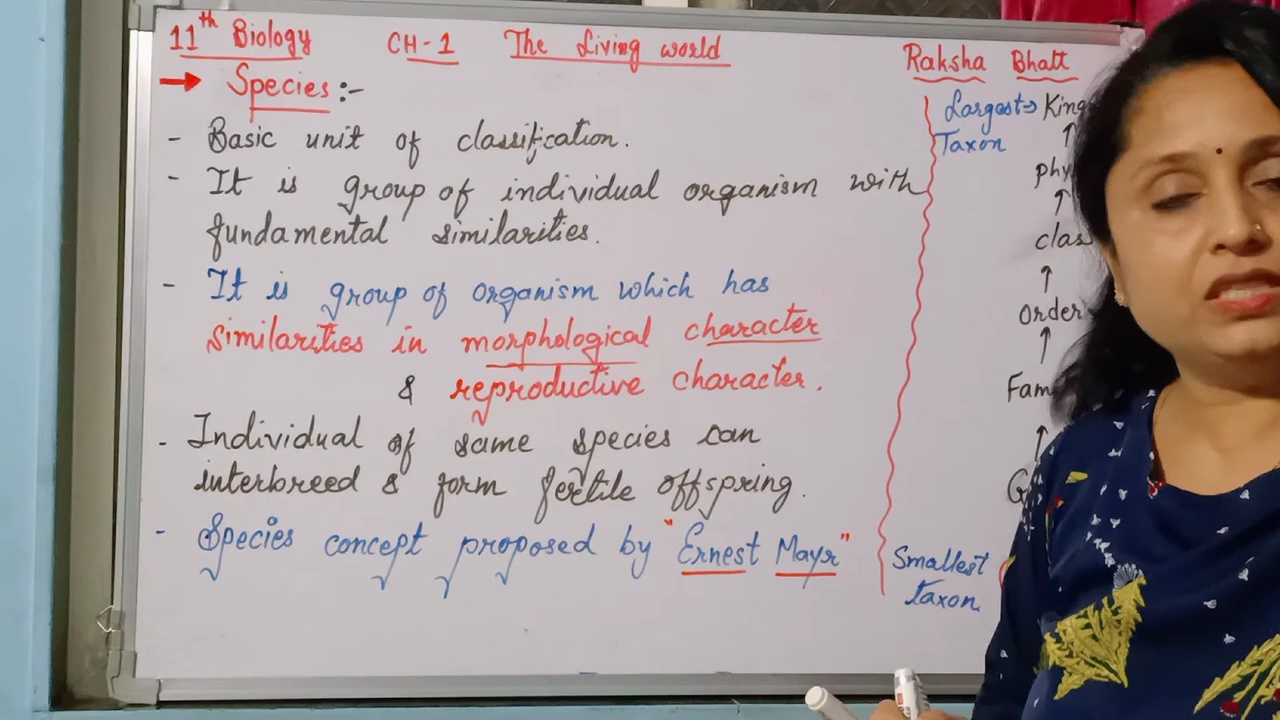 11th Biology CH-1 The Living world
Raksha Bhatt
→ Species :-
- Basic unit of classification.
- It is group of individual organism with
fundamental similarities.
- It is group of organism which has
similarities in morphological character
& reproductive character.
- Individual of same species can
interbreed & form fertile offspring.
- Species concept proposed by "Ernest Mayr"
Largest→
Taxon
Order
Smallest
taxon